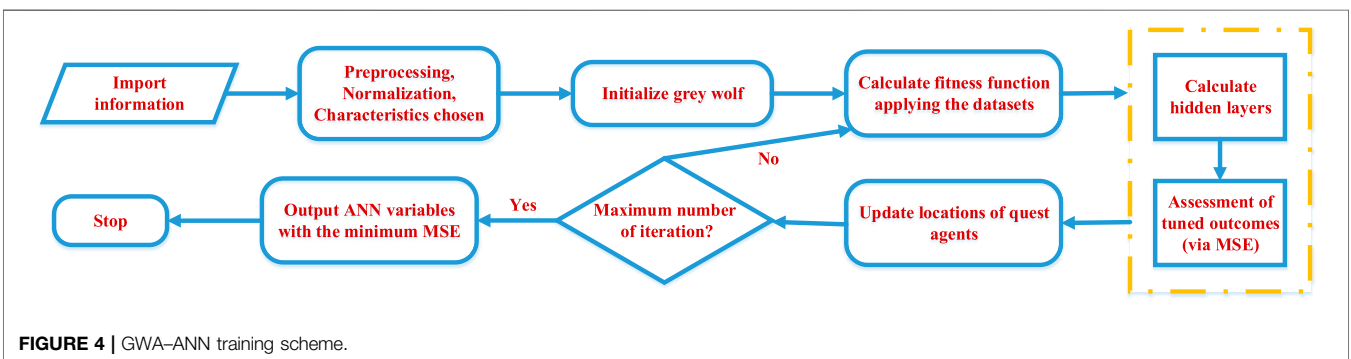 Import
information
Preprocessing,
Normalization,
Characteristics chosen
Initialize grey wolf
Calculate fitness function
applying the datasets
Calculate
hidden layers
Assessment of
tuned outcomes
(via MSE)
Update locations of quest
agents
Maximum number
of iteration?
No
Yes
Output ANN variables
with the minimum MSE
Stop
FIGURE 4 | GWA–ANN training scheme.